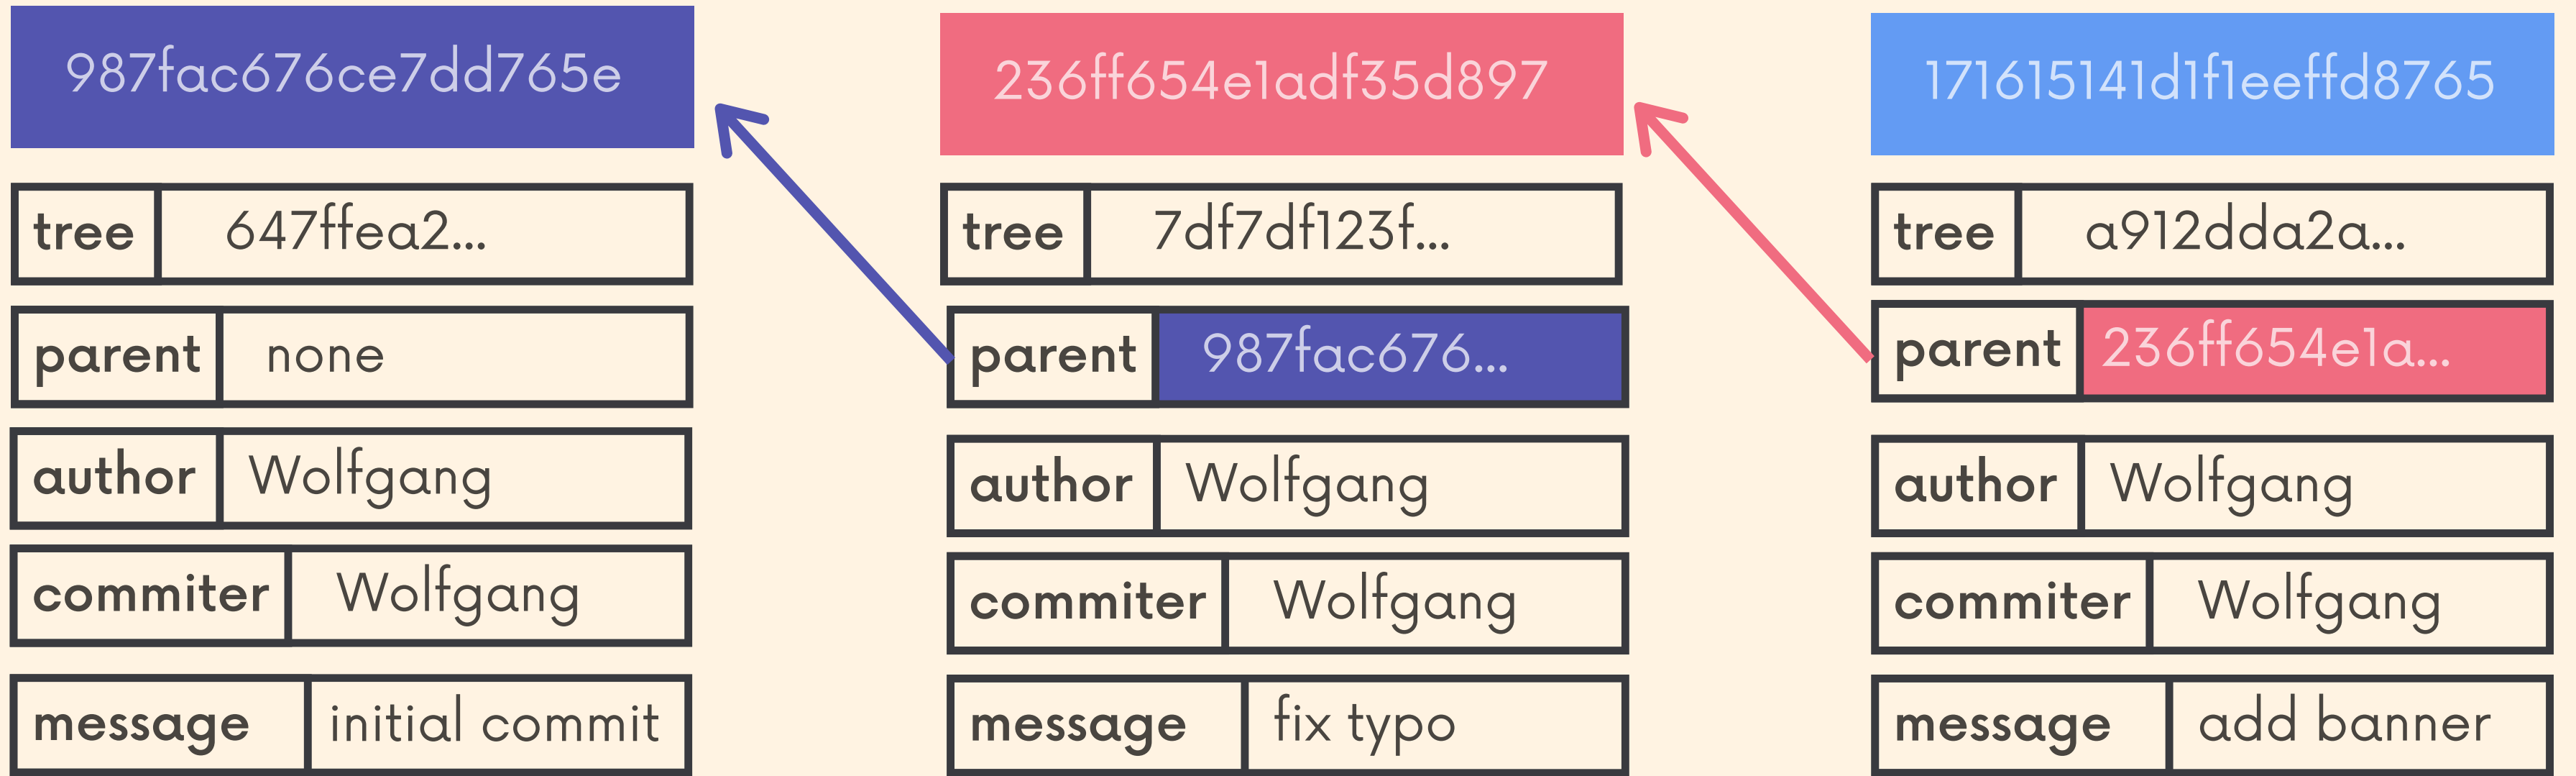 987fac676ce7dd765e
tree 647ffea2...
parent none
author Wolfgang
commiter Wolfgang
message initial commit
236ff654e1adf35d897
tree 7df7df123f...
parent 987fac676...
author Wolfgang
commiter Wolfgang
message fix typo
171615141d1f1eeffd8765
tree a912dda2a...
parent 236ff654e1a...
author Wolfgang
commiter Wolfgang
message add banner